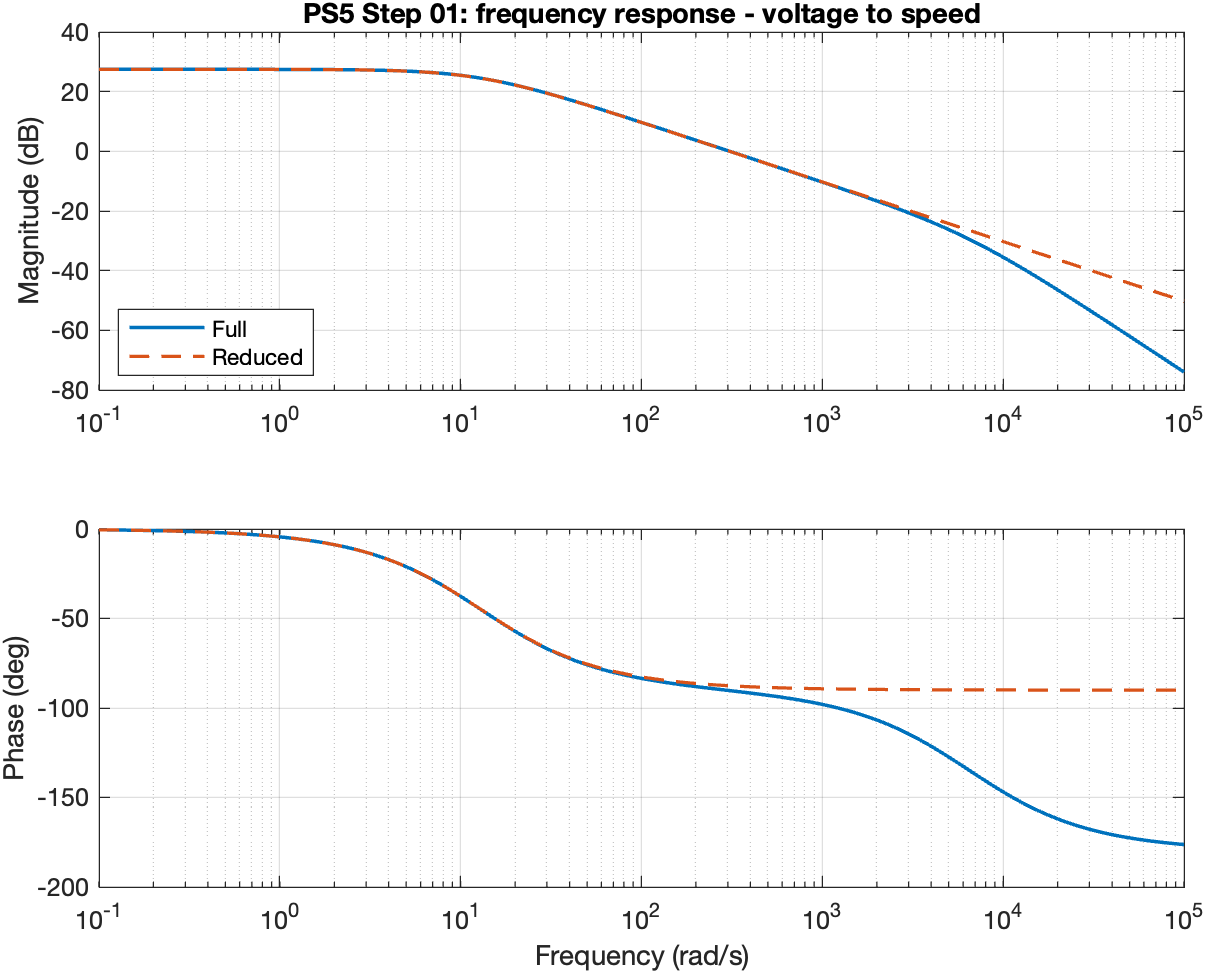 PS5 Step 01: frequency response - voltage to speed
40
20
0
-20
-40
-60
-80
Magnitude (dB)
Full
Reduced
10^-1 10^0 10^1 10^2 10^3 10^4 10^5
0
-50
-100
-150
-200
Phase (deg)
10^-1 10^0 10^1 10^2 10^3 10^4 10^5
Frequency (rad/s)